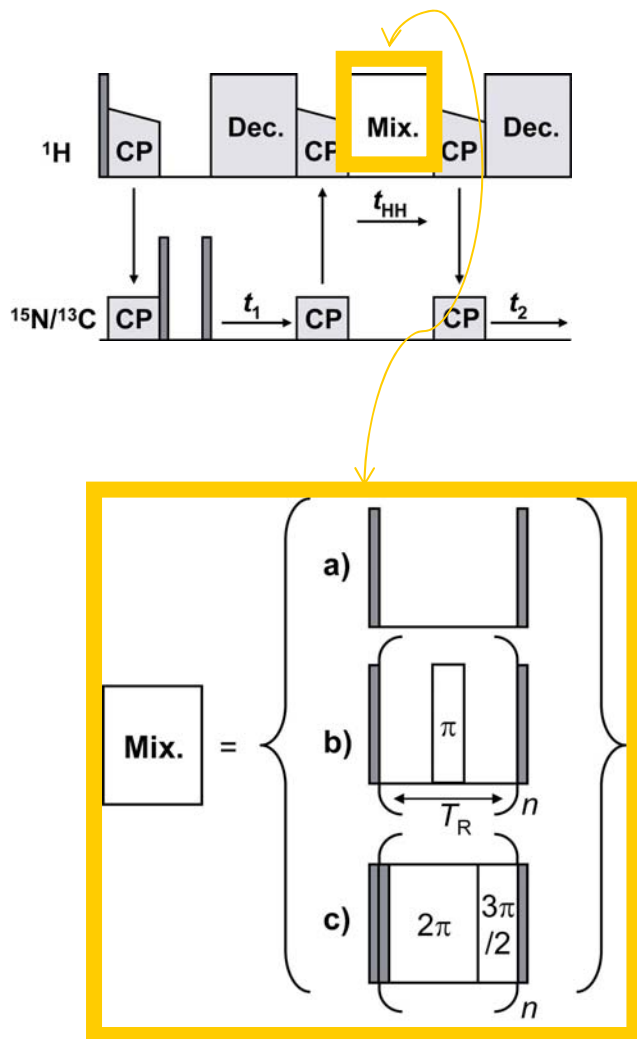 Dec. Mix. Dec.
¹H CP CP CP
t_HH
¹⁵N/¹³C CP t₁ CP CP t₂
a)
b) π
Mix. =
T_R n
c) 2π 3π
/2
n